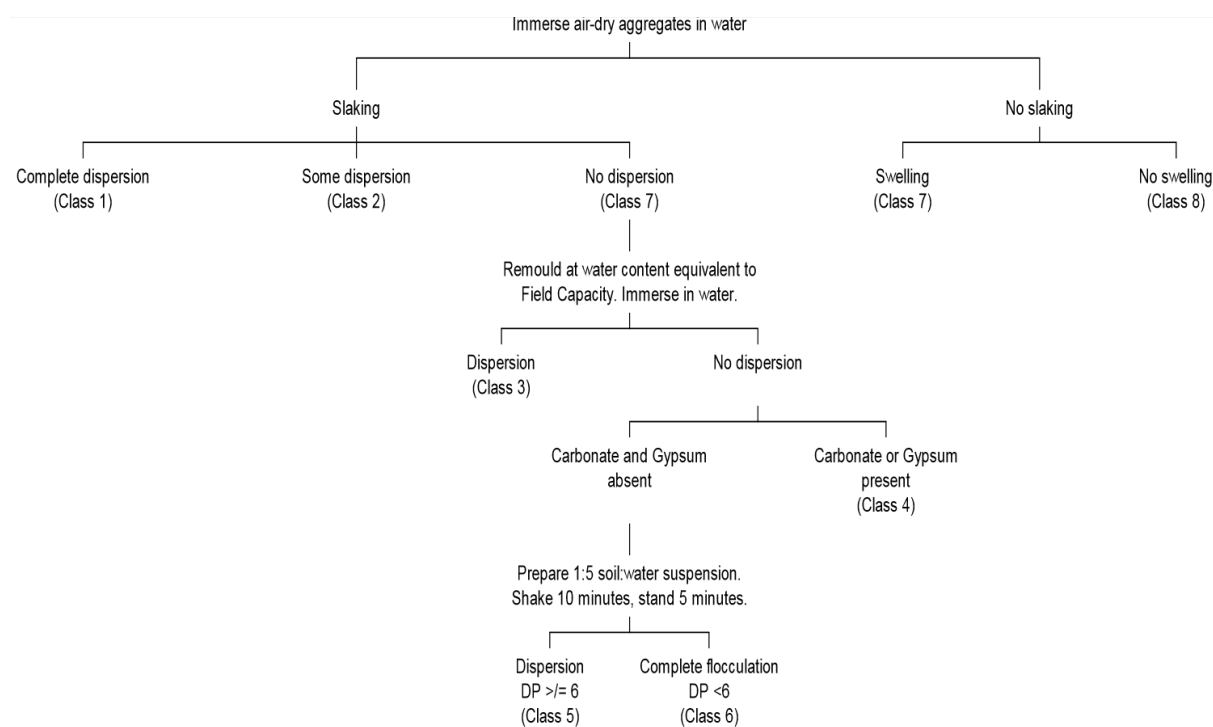 Immerse air-dry aggregates in water
Slaking
No slaking
Complete dispersion
(Class 1)
Some dispersion
(Class 2)
No dispersion
(Class 7)
Swelling
(Class 7)
No swelling
(Class 8)
Remould at water content equivalent to
Field Capacity. Immerse in water.
Dispersion
(Class 3)
No dispersion
Carbonate and Gypsum
absent
Carbonate or Gypsum
present
(Class 4)
Prepare 1:5 soil:water suspension.
Shake 10 minutes, stand 5 minutes.
Dispersion
DP >/= 6
(Class 5)
Complete flocculation
DP <6
(Class 6)